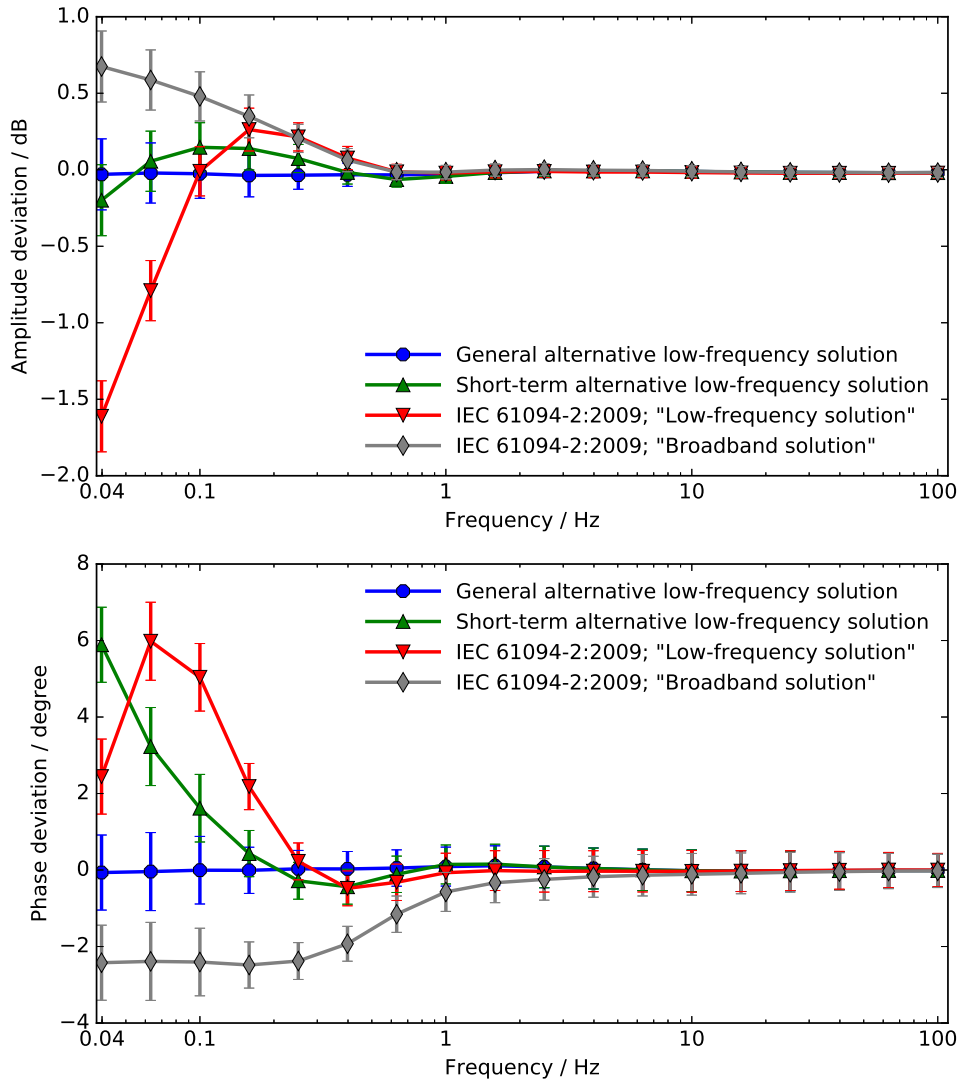 1.0
0.5
0.0
−0.5
−1.0
−1.5
−2.0
Amplitude deviation / dB
General alternative low-frequency solution
Short-term alternative low-frequency solution
IEC 61094-2:2009; "Low-frequency solution"
IEC 61094-2:2009; "Broadband solution"
0.04 0.1 1 10 100
Frequency / Hz
8
6
4
2
0
−2
−4
Phase deviation / degree
General alternative low-frequency solution
Short-term alternative low-frequency solution
IEC 61094-2:2009; "Low-frequency solution"
IEC 61094-2:2009; "Broadband solution"
0.04 0.1 1 10 100
Frequency / Hz